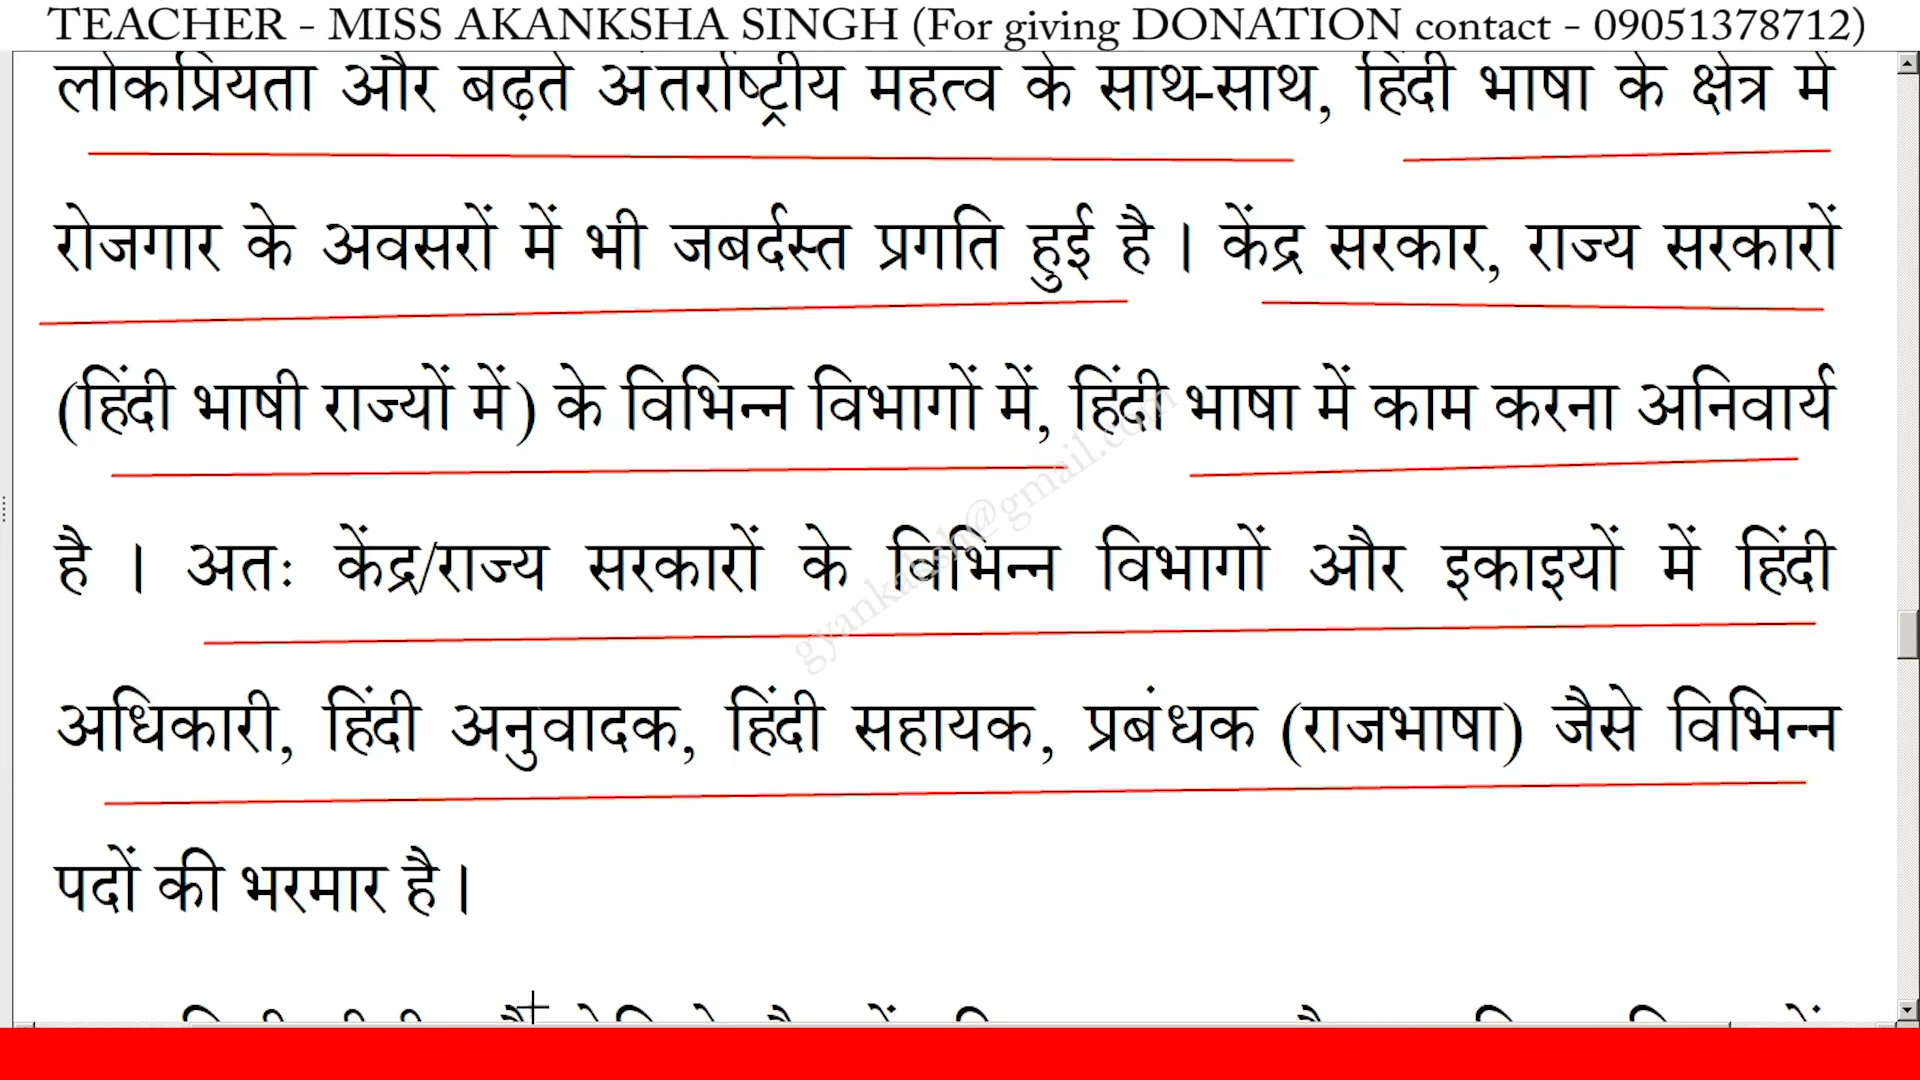 TEACHER - MISS AKANKSHA SINGH (For giving DONATION contact - 09051378712)
लोकप्रियता और बढ़ते अंतर्राष्ट्रीय महत्व के साथ-साथ, हिंदी भाषा के क्षेत्र में
रोजगार के अवसरों में भी जबर्दस्त प्रगति हुई है। केंद्र सरकार, राज्य सरकारों
(हिंदी भाषी राज्यों में) के विभिन्न विभागों में, हिंदी भाषा में काम करना अनिवार्य
है । अतः केंद्र/राज्य सरकारों के विभिन्न विभागों और इकाइयों में हिंदी
अधिकारी, हिंदी अनुवादक, हिंदी सहायक, प्रबंधक (राजभाषा) जैसे विभिन्न
पदों की भरमार है।